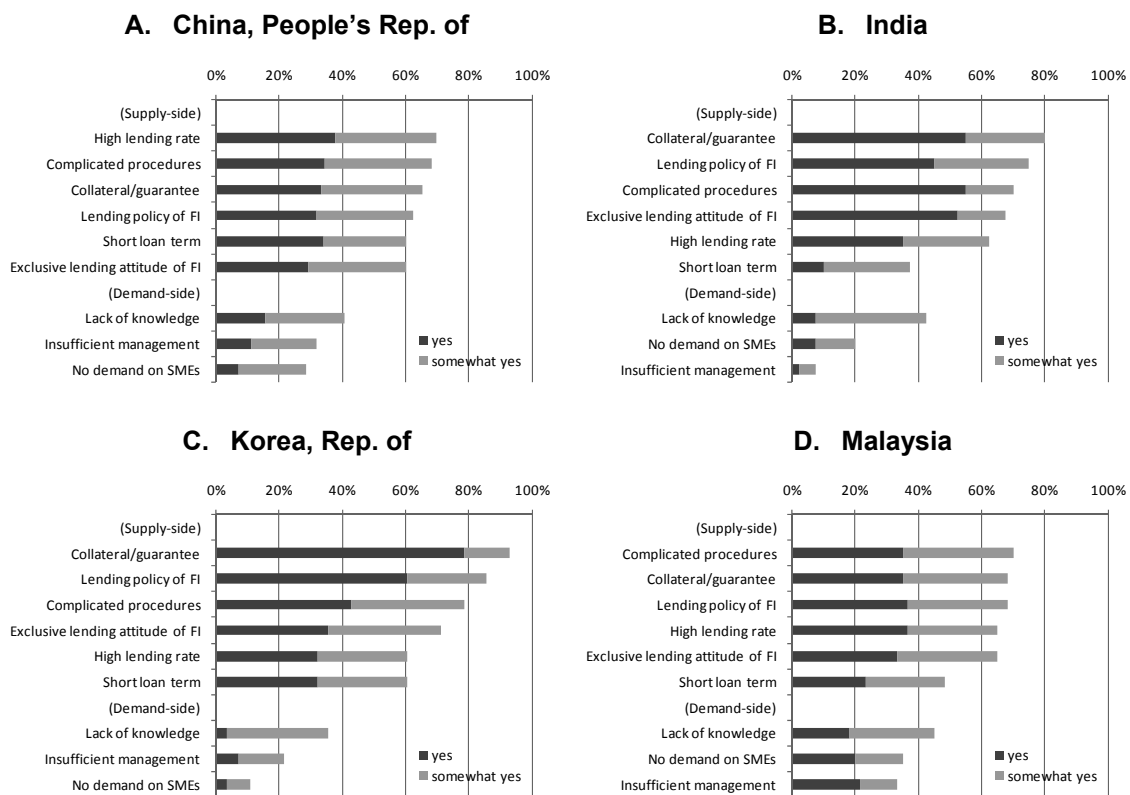 A. China, People's Rep. of
0% 20% 40% 60% 80% 100%
(Supply-side)
High lending rate
Complicated procedures
Collateral/guarantee
Lending policy of FI
Short loan term
Exclusive lending attitude of FI
(Demand-side)
Lack of knowledge
Insufficient management
No demand on SMEs
yes
somewhat yes
B. India
0% 20% 40% 60% 80% 100%
(Supply-side)
Collateral/guarantee
Lending policy of FI
Complicated procedures
Exclusive lending attitude of FI
High lending rate
Short loan term
(Demand-side)
Lack of knowledge
No demand on SMEs
Insufficient management
yes
somewhat yes
C. Korea, Rep. of
0% 20% 40% 60% 80% 100%
(Supply-side)
Collateral/guarantee
Lending policy of FI
Complicated procedures
Exclusive lending attitude of FI
High lending rate
Short loan term
(Demand-side)
Lack of knowledge
Insufficient management
No demand on SMEs
yes
somewhat yes
D. Malaysia
0% 20% 40% 60% 80% 100%
(Supply-side)
Complicated procedures
Collateral/guarantee
Lending policy of FI
High lending rate
Exclusive lending attitude of FI
Short loan term
(Demand-side)
Lack of knowledge
No demand on SMEs
Insufficient management
yes
somewhat yes